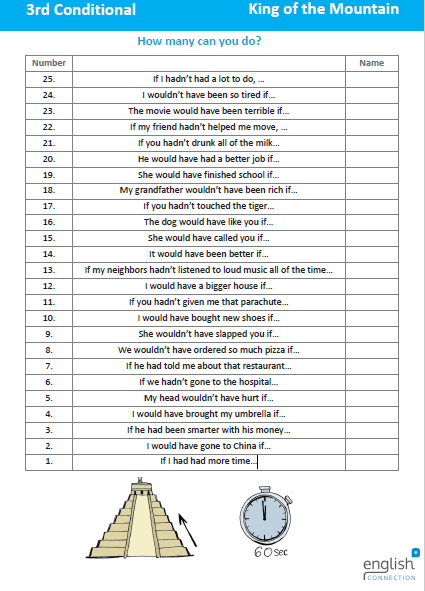 3rd Conditional King of the Mountain
How many can you do?
Number Name
25. If I hadn't had a lot to do, ...
24. I wouldn't have been so tired if...
23. The movie would have been terrible if...
22. If my friend hadn't helped me move, ...
21. If you hadn't drunk all of the milk...
20. He would have had a better job if...
19. She would have finished school if...
18. My grandfather wouldn't have been rich if...
17. If you hadn't touched the tiger...
16. The dog would have like you if...
15. She would have called you if...
14. It would have been better if...
13. If my neighbors hadn't listened to loud music all of the time...
12. I would have a bigger house if...
11. If you hadn't given me that parachute...
10. I would have bought new shoes if...
9. She wouldn't have slapped you if...
8. We wouldn't have ordered so much pizza if...
7. If he had told me about that restaurant...
6. If we hadn't gone to the hospital...
5. My head wouldn't have hurt if...
4. I would have brought my umbrella if...
3. If he had been smarter with his money...
2. I would have gone to China if...
1. If I had had more time...
60 sec
english
CONNECTION